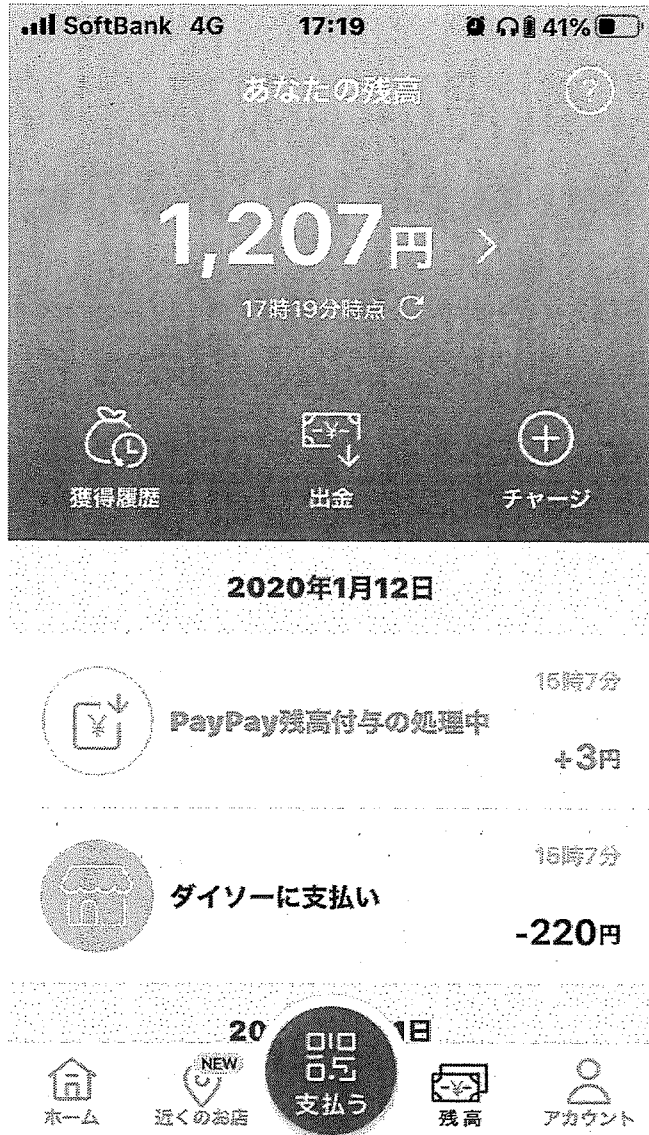 SoftBank 4G 17:19 41%
あなたの残高 ?
1,207円
17時19分時点
獲得履歴 出金 チャージ
2020年1月12日
15時7分
PayPay残高付与の処理中
+3円
15時7分
ダイソーに支払い
-220円
20 1日
NEW
ホーム 近くのお店 支払う 残高 アカウント